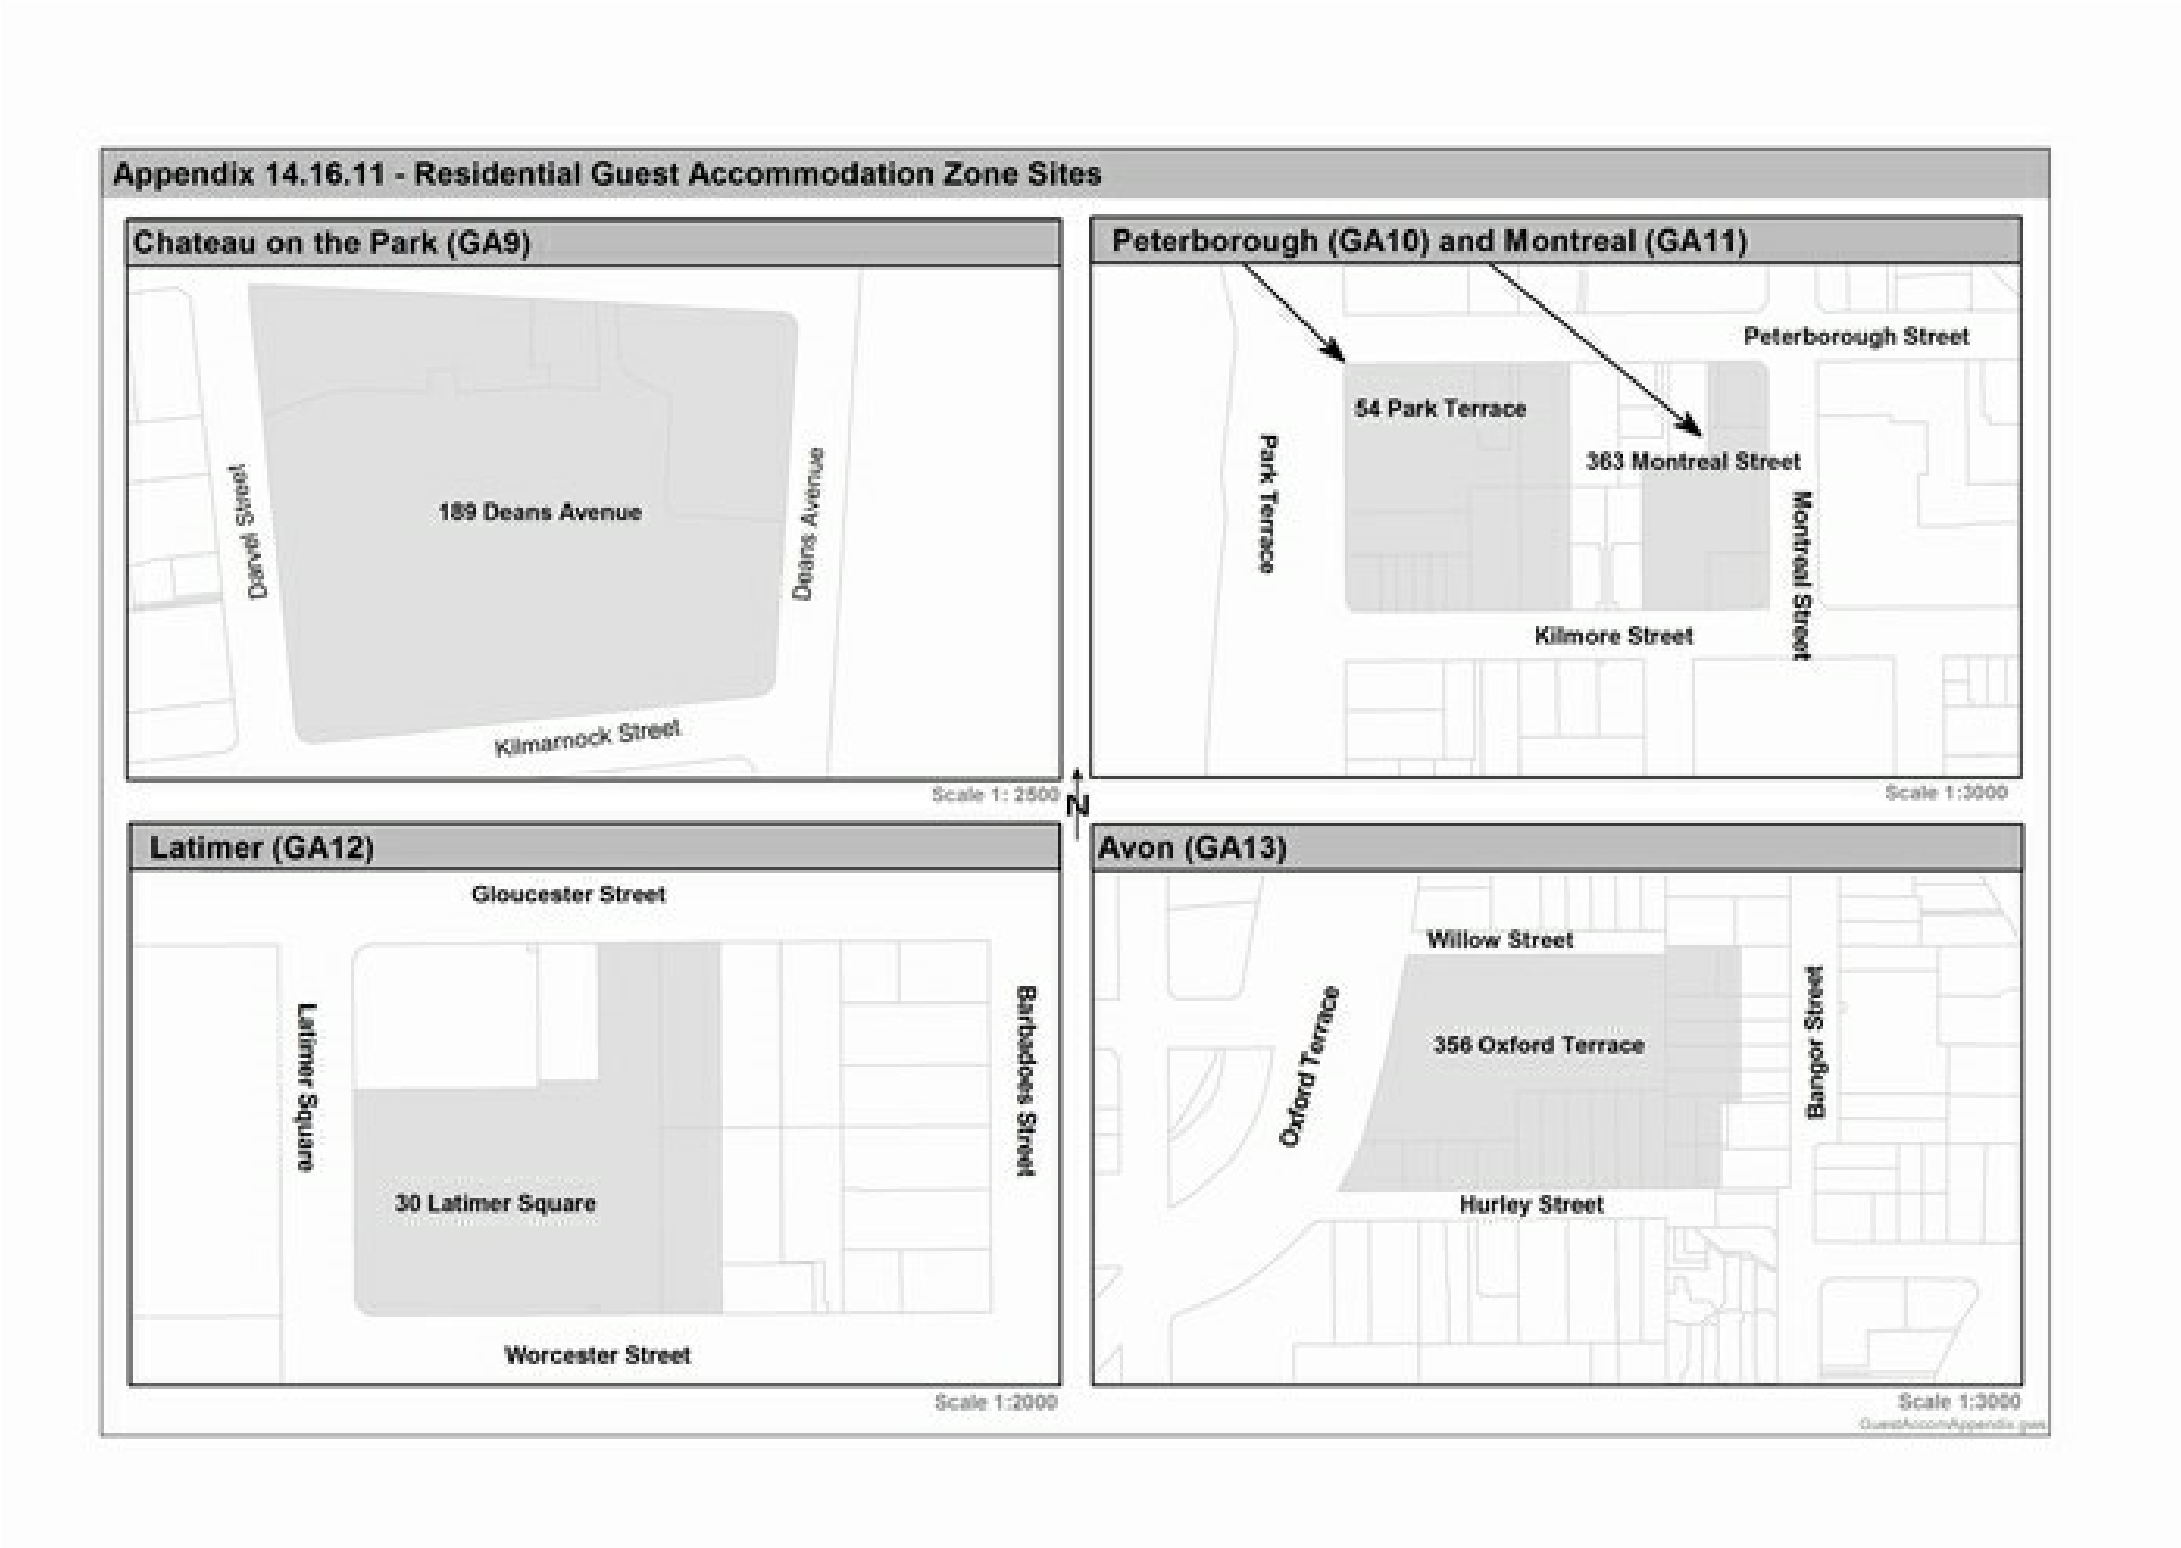 Appendix 14.16.11 - Residential Guest Accommodation Zone Sites
Chateau on the Park (GA9)
189 Deans Avenue
Darvel Street
Deans Avenue
Kilmarnock Street
Scale 1: 2500
Peterborough (GA10) and Montreal (GA11)
Peterborough Street
54 Park Terrace
363 Montreal Street
Park Terrace
Montreal Street
Kilmore Street
Scale 1:3000
N
Latimer (GA12)
Gloucester Street
Latimer Square
Barbadoes Street
30 Latimer Square
Worcester Street
Scale 1:2000
Avon (GA13)
Willow Street
356 Oxford Terrace
Oxford Terrace
Bangor Street
Hurley Street
Scale 1:3000
GuestAccomAppendix.gws